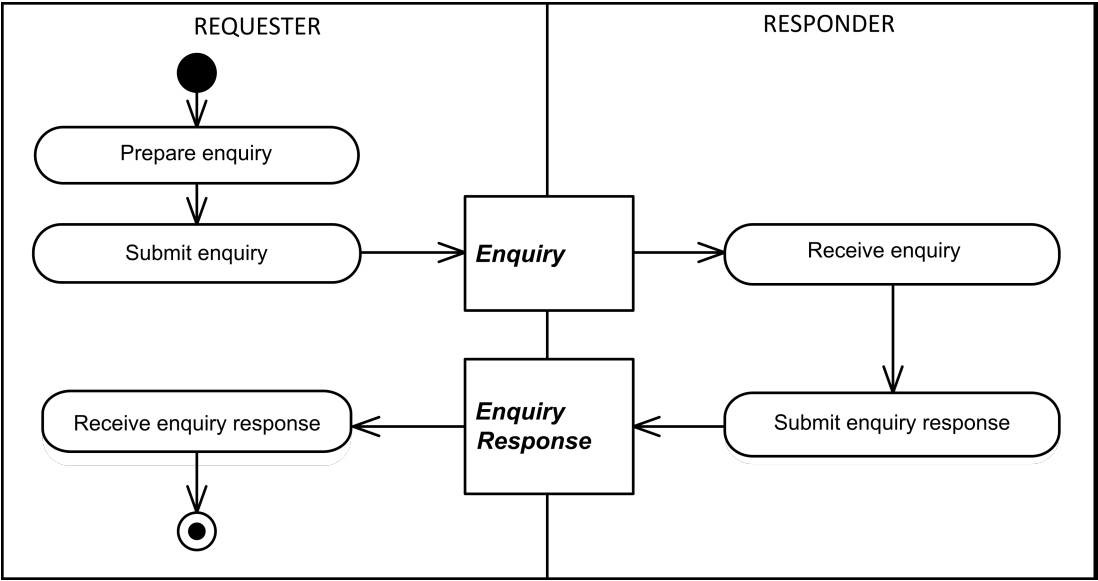 REQUESTER
RESPONDER
Prepare enquiry
Submit enquiry
Enquiry
Receive enquiry
Receive enquiry response
Enquiry
Response
Submit enquiry response